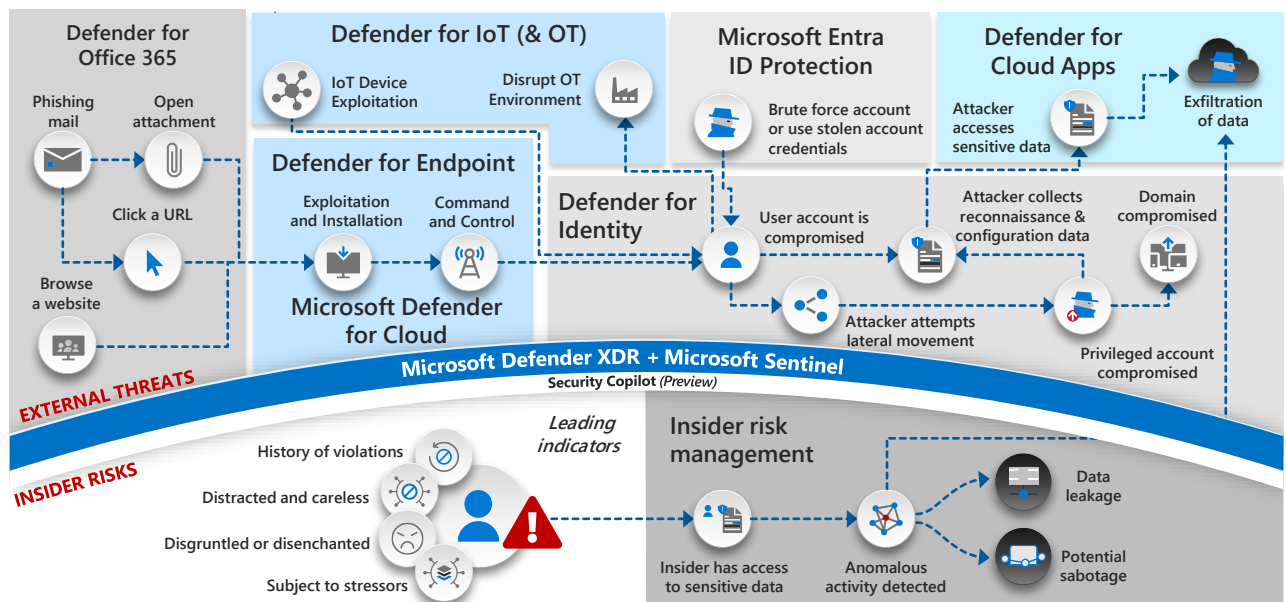 Defender for
Office 365
Phishing
mail
Open
attachment
Click a URL
Browse
a website
Defender for IoT (& OT)
IoT Device
Exploitation
Disrupt OT
Environment
Defender for Endpoint
Exploitation
and Installation
Command
and Control
Microsoft Defender
for Cloud
Microsoft Entra
ID Protection
Brute force account
or use stolen account
credentials
Defender for
Cloud Apps
Attacker
accesses
sensitive data
Exfiltration
of data
Defender for
Identity
User account is
compromised
Attacker collects
reconnaissance &
configuration data
Domain
compromised
Attacker attempts
lateral movement
Privileged account
compromised
EXTERNAL THREATS
Microsoft Defender XDR + Microsoft Sentinel
Security Copilot (Preview)
INSIDER RISKS
Leading
indicators
History of violations
Distracted and careless
Disgruntled or disenchanted
Subject to stressors
Insider risk
management
Insider has access
to sensitive data
Anomalous
activity detected
Data
leakage
Potential
sabotage